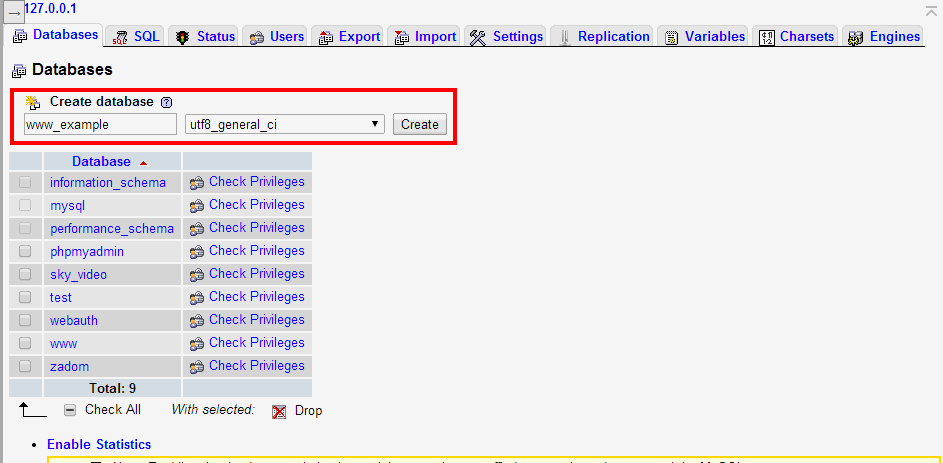 127.0.0.1
Databases SQL Status Users Export Import Settings Replication Variables Charsets Engines
Databases
Create database
www_example utf8_general_ci Create
Database
information_schema Check Privileges
mysql Check Privileges
performance_schema Check Privileges
phpmyadmin Check Privileges
sky_video Check Privileges
test Check Privileges
webauth Check Privileges
www Check Privileges
zadom Check Privileges
Total: 9
Check All With selected: Drop
Enable Statistics